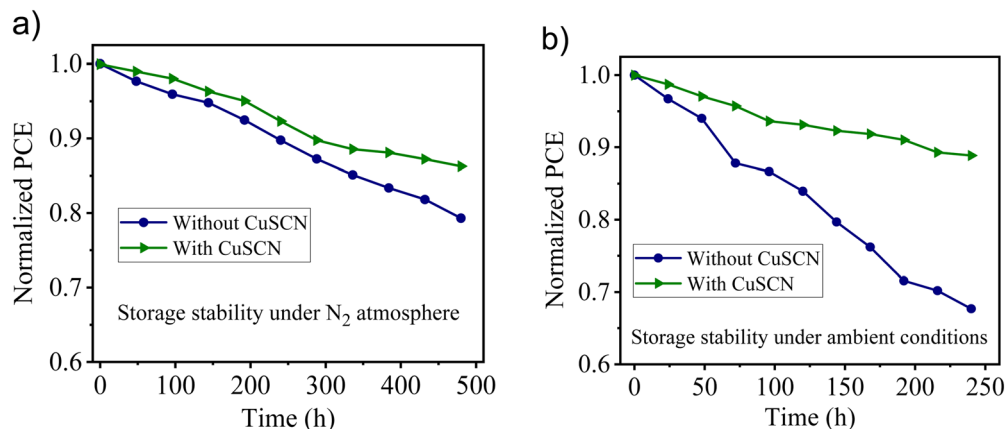 a)
Normalized PCE
1.0
0.9
0.8
0.7
0.6
Without CuSCN
With CuSCN
Storage stability under N₂ atmosphere
0 100 200 300 400 500
Time (h)
b)
Normalized PCE
1.0
0.9
0.8
0.7
0.6
Without CuSCN
With CuSCN
Storage stability under ambient conditions
0 50 100 150 200 250
Time (h)